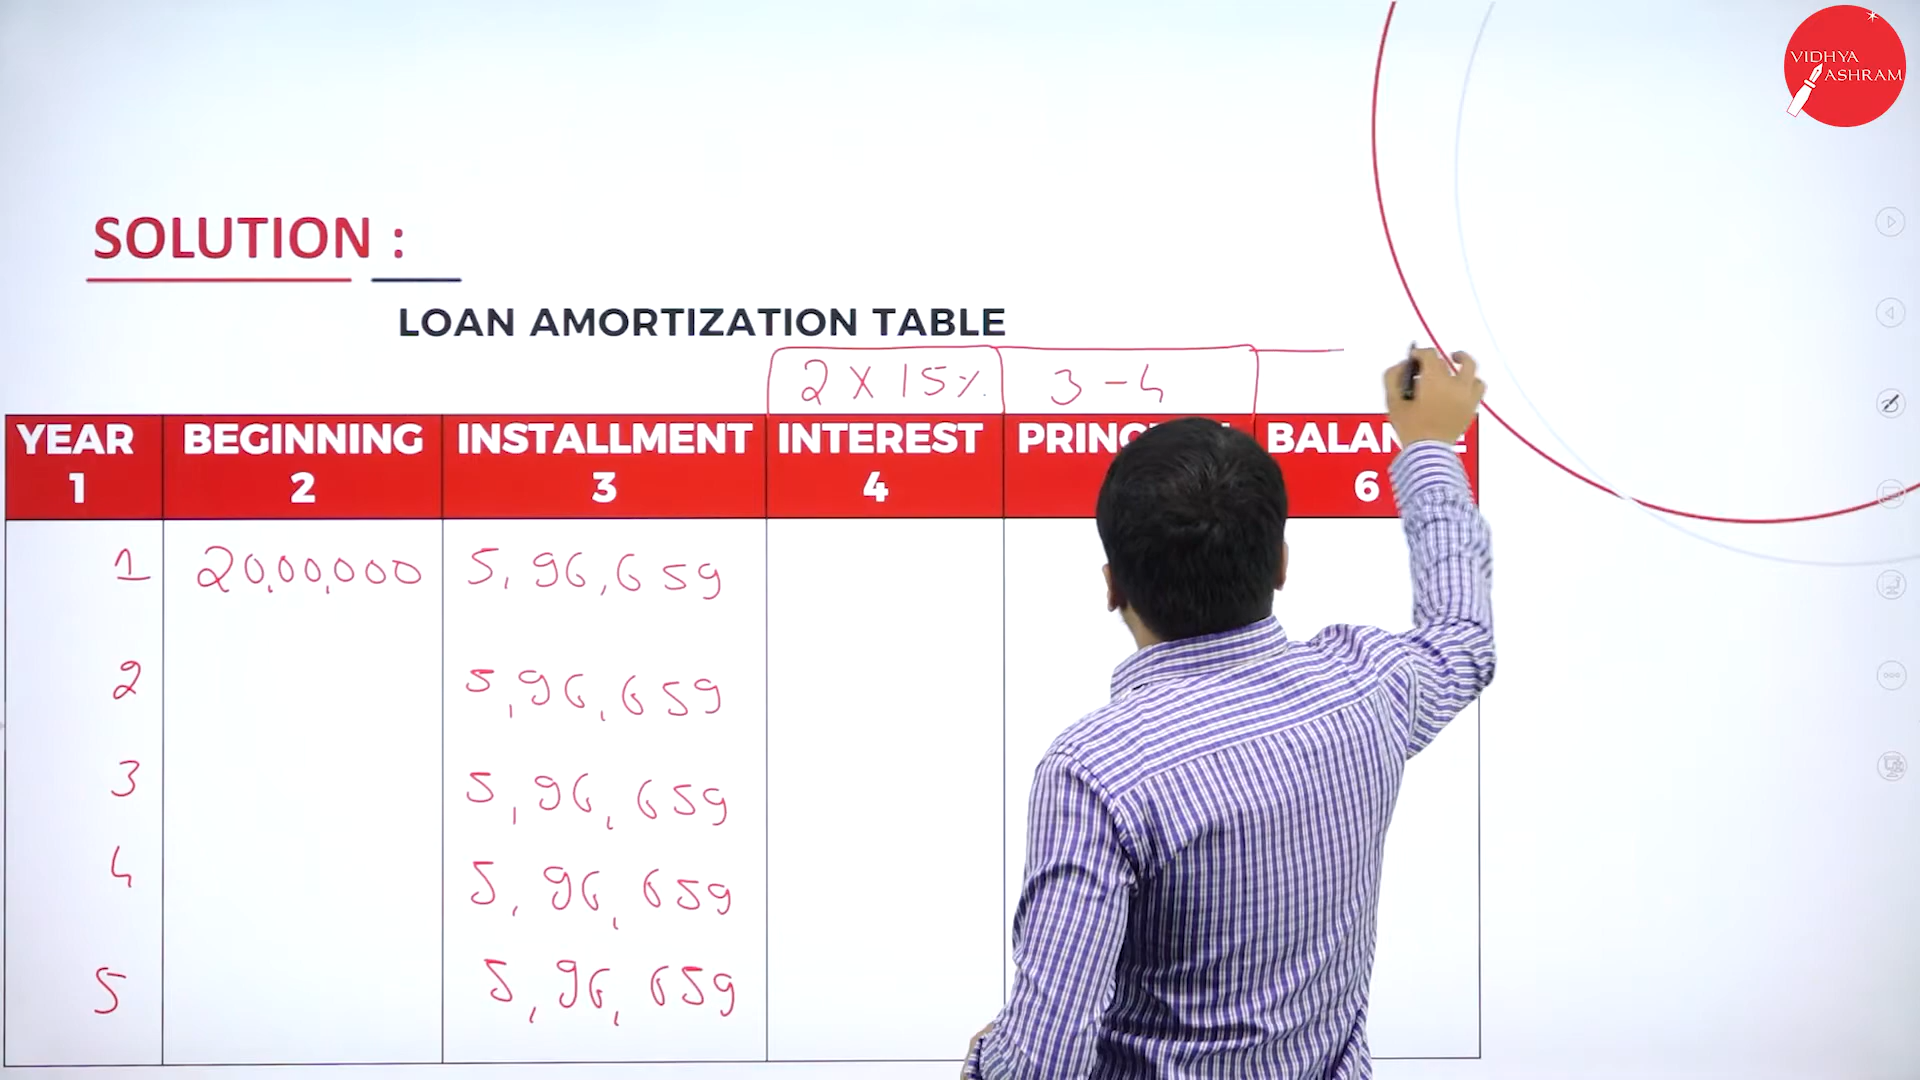 VIDHYA
ASHRAM
SOLUTION :
LOAN AMORTIZATION TABLE
2 X 15% 3 - 4
YEAR BEGINNING INSTALLMENT INTEREST
1 2 3 4 6
1 20,00,000 5,96,659
2 5,96,659
3 5,96,659
4 5,96,659
5 5,96,659